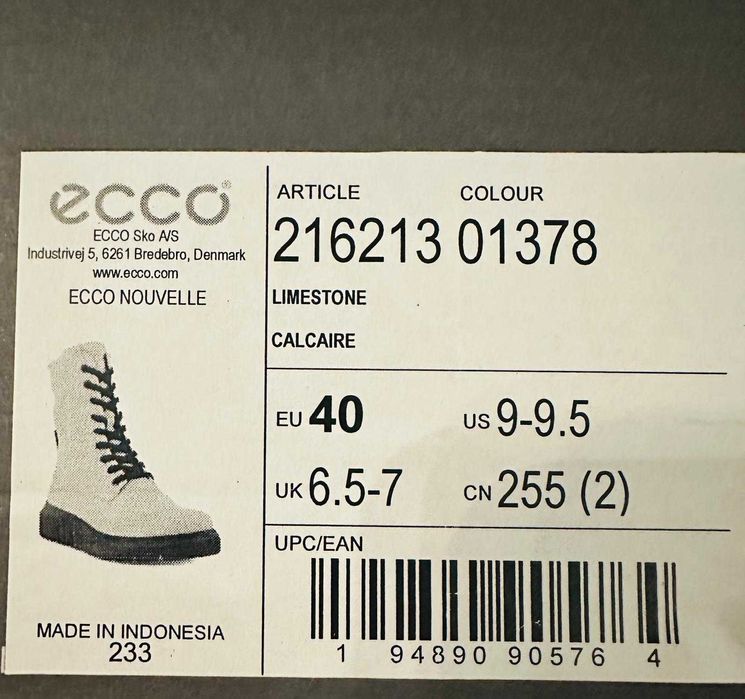 ecco®
ECCO Sko A/S
Industrivej 5, 6261 Bredebro, Denmark
www.ecco.com
ECCO NOUVELLE
MADE IN INDONESIA
233
ARTICLE COLOUR
216213 01378
LIMESTONE
CALCAIRE
EU 40 US 9-9.5
UK 6.5-7 CN 255 (2)
UPC/EAN
1 94890 90576 4